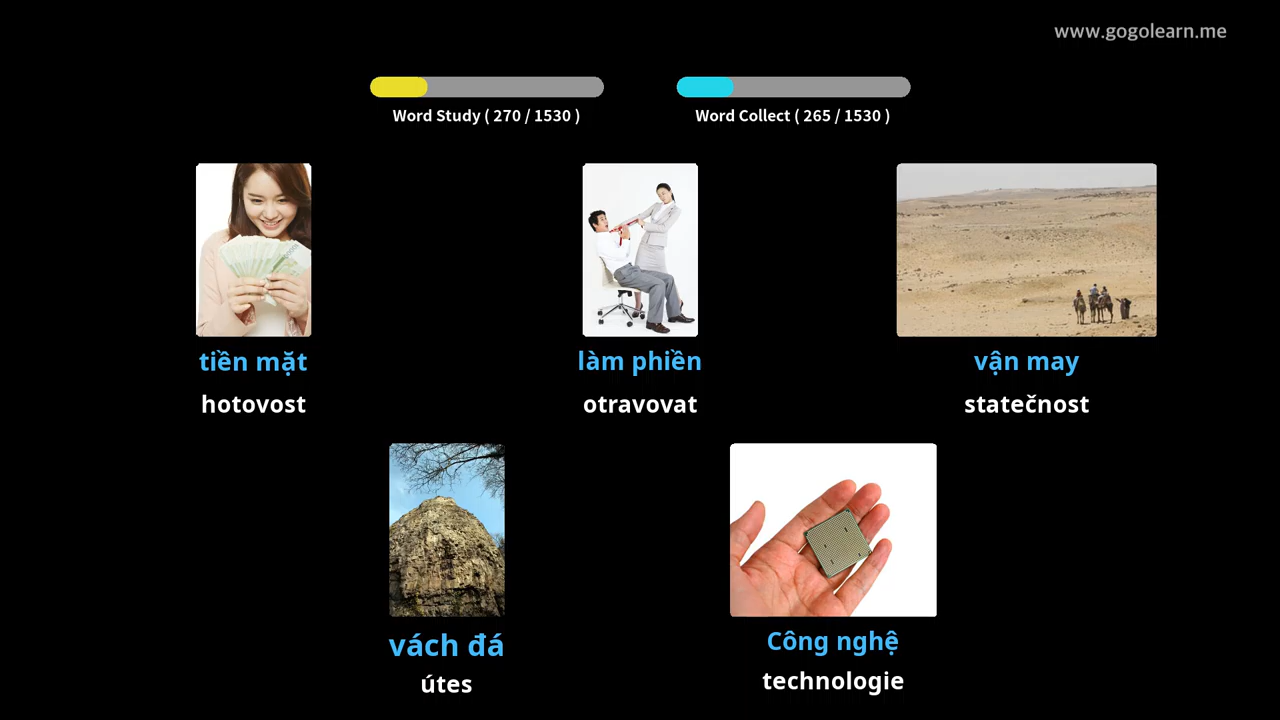 www.gogolearn.me
Word Study ( 270 / 1530 )
Word Collect ( 265 / 1530 )
tiền mặt
làm phiền
vận may
hotovost
otravovat
statečnost
vách đá
Công nghệ
útes
technologie